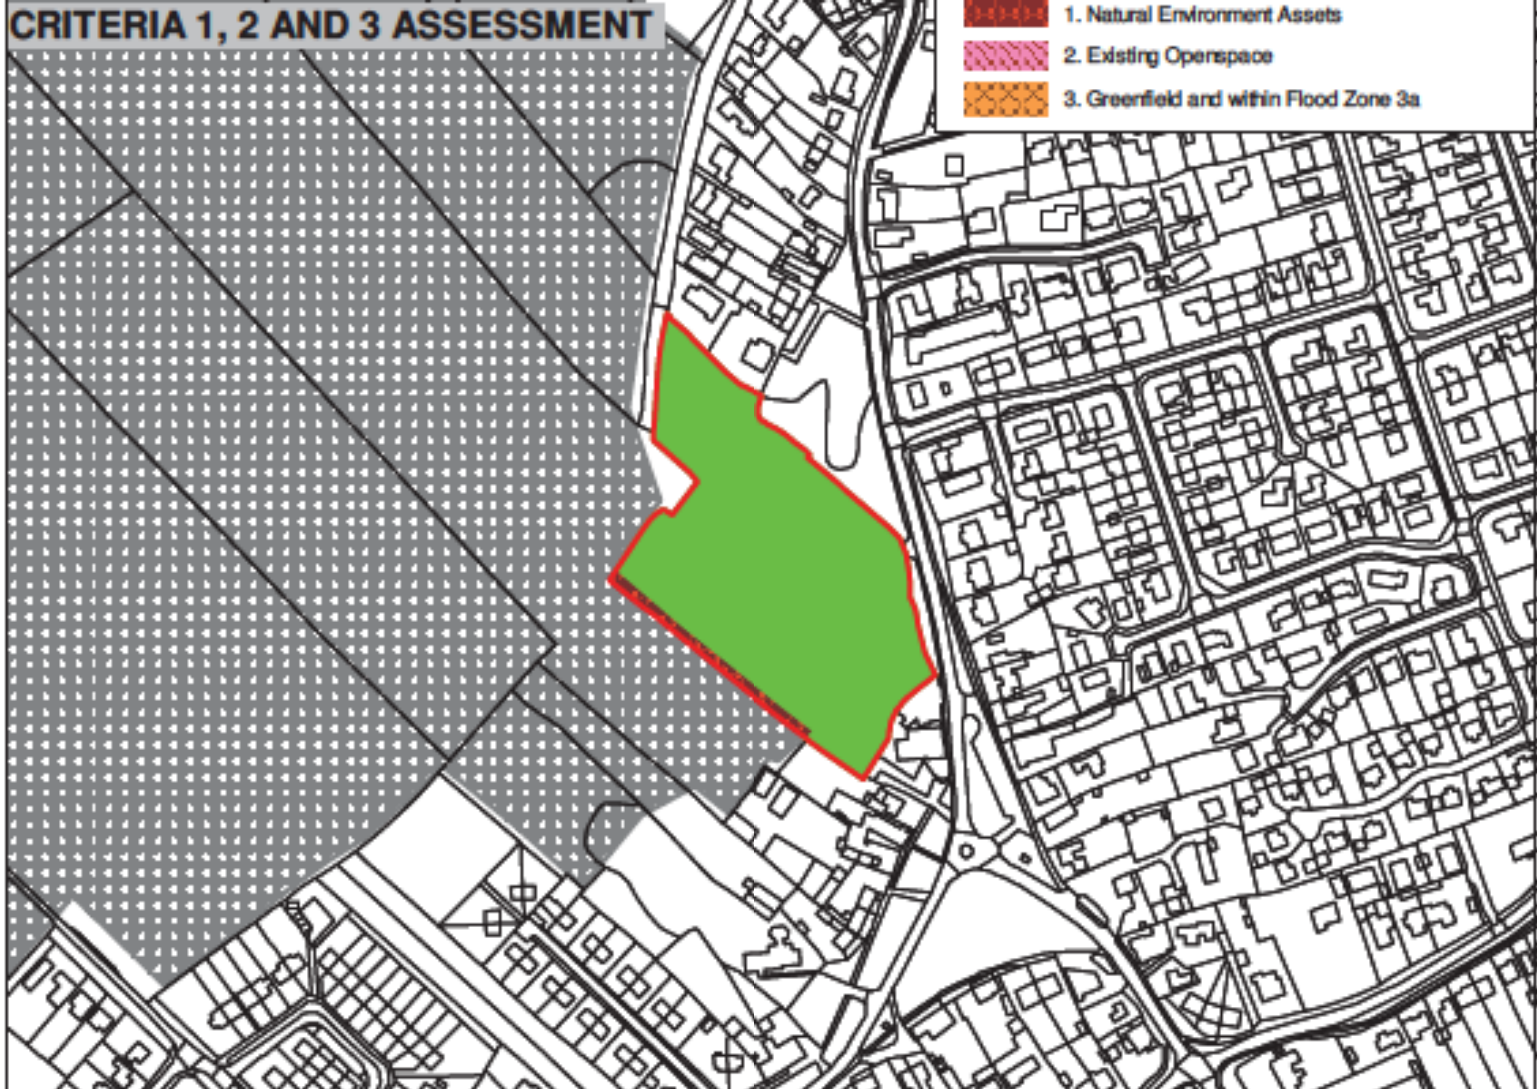 CRITERIA 1, 2 AND 3 ASSESSMENT
1. Natural Environment Assets
2. Existing Openspace
3. Greenfield and within Flood Zone 3a